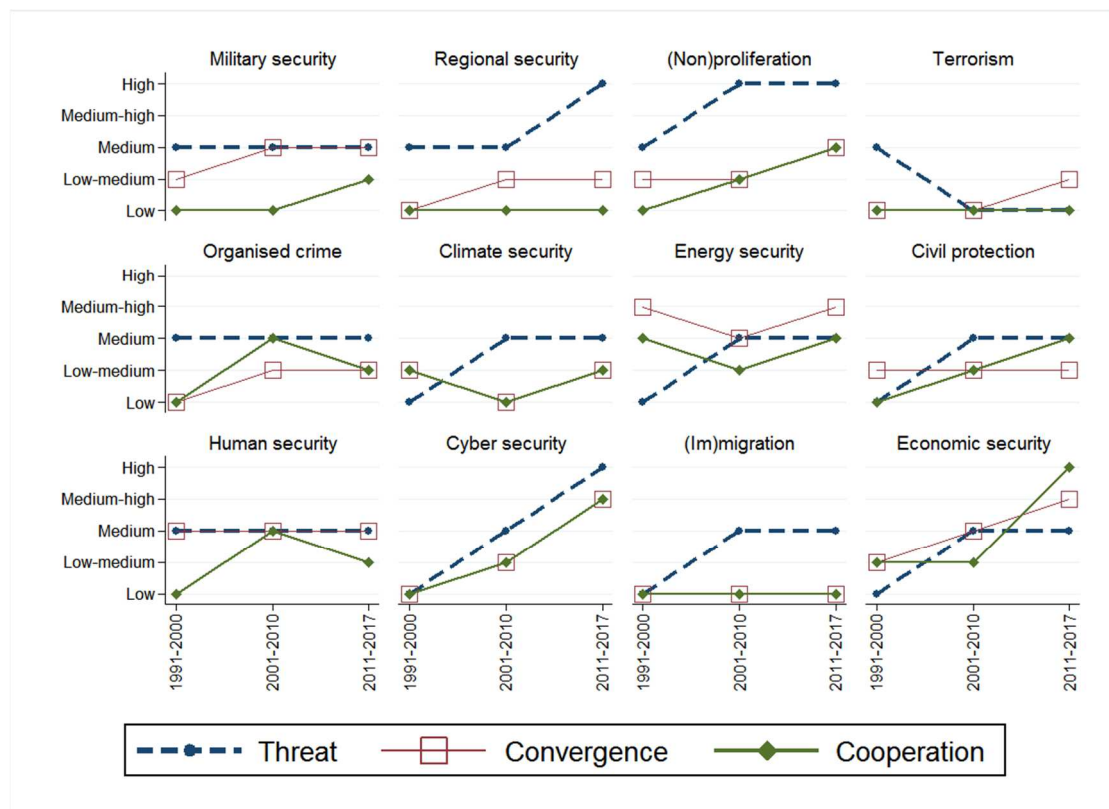 Military security Regional security (Non)proliferation Terrorism
High
Medium-high
Medium
Low-medium
Low
Organised crime Climate security Energy security Civil protection
High
Medium-high
Medium
Low-medium
Low
Human security Cyber security (Im)migration Economic security
High
Medium-high
Medium
Low-medium
Low
1991-2000 2001-2010 2011-2017 1991-2000 2001-2010 2011-2017 1991-2000 2001-2010 2011-2017 1991-2000 2001-2010 2011-2017
Threat Convergence Cooperation